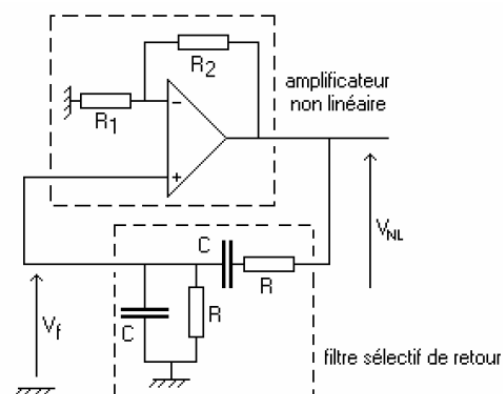 R2
amplificateur
non linéaire
R1
−
+
VNL
C
R
Vf
C
R
filtre sélectif de retour